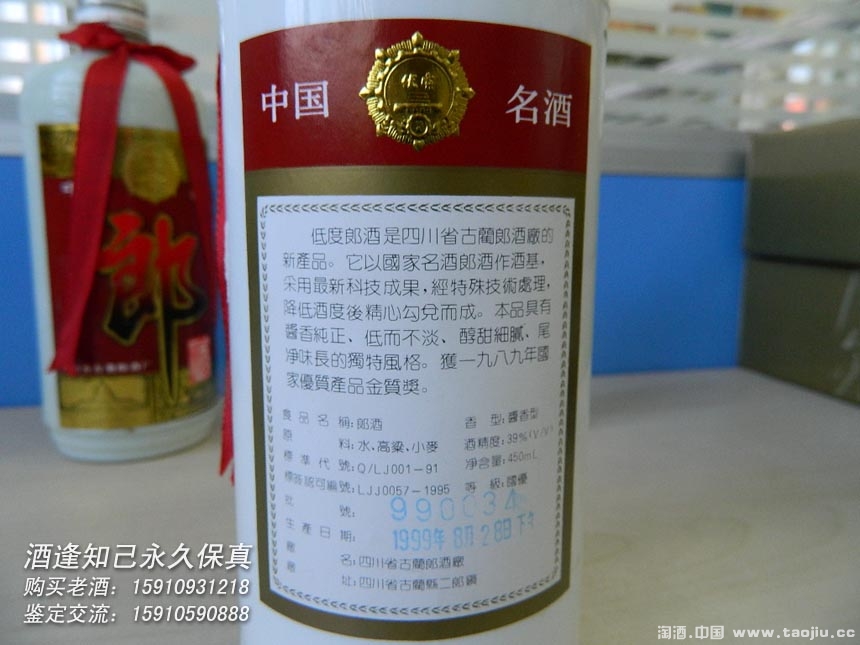 中国
名酒
郎
低度郎酒是四川省古藺郎酒廠的
新產品。它以國家名酒郎酒作酒基，
采用最新科技成果，經特殊技術處理，
降低酒度後精心勾兌而成。本品具有
醬香純正、低而不淡、醇甜細膩、尾
淨味長的獨特風格。獲一九八九年國
家優質產品金質獎。
食品名稱：郎酒 香型：醬香型
原料：水、高粱、小麥 酒精度：39%(V/V)
標準代號：Q/LJ001-91 净含量：450mL
標簽認可編號：LJJ0057-1995 等級：國優
批號：990034
生產日期：1999年8月28日下午
廠名：四川省古藺郎酒廠
廠址：四川省古藺縣二郎鎮
酒逢知己永久保真
购买老酒：15910931218
鉴定交流：15910590888
淘酒.中国 www.taojiu.cc